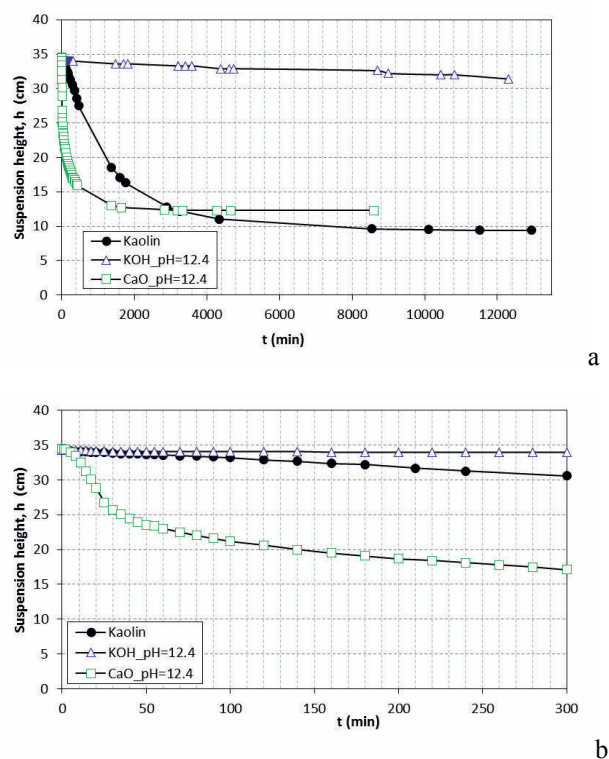 40
35
30
25
20
15
10
5
0
Suspension height, h (cm)
Kaolin
KOH_pH=12.4
CaO_pH=12.4
0 2000 4000 6000 8000 10000 12000
t (min)
a
40
35
30
25
20
15
10
5
0
Suspension height, h (cm)
Kaolin
KOH_pH=12.4
CaO_pH=12.4
0 50 100 150 200 250 300
t (min)
b